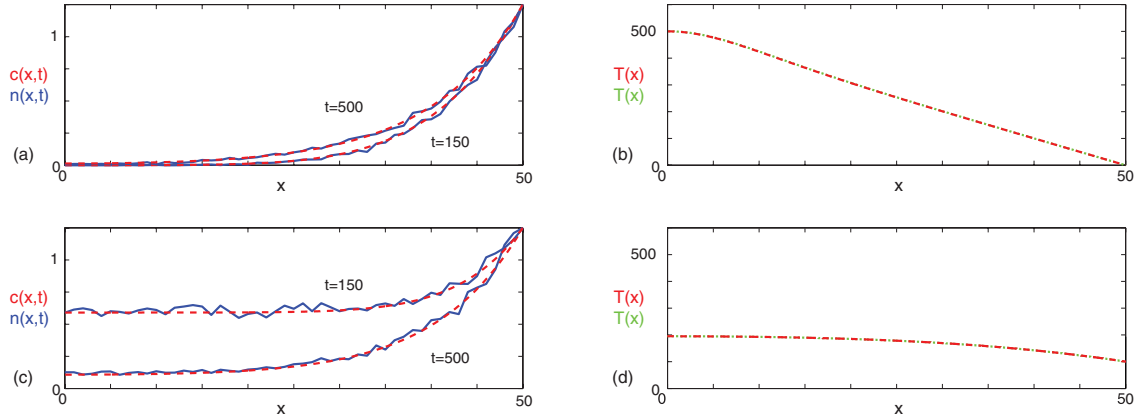 1
c(x,t)
n(x,t)
t=500
t=150
(a)
0
0
x
50
500
T(x)
T(x)
(b)
0
0
x
50
1
c(x,t)
n(x,t)
t=150
t=500
(c)
0
0
x
50
500
T(x)
T(x)
(d)
0
0
x
50